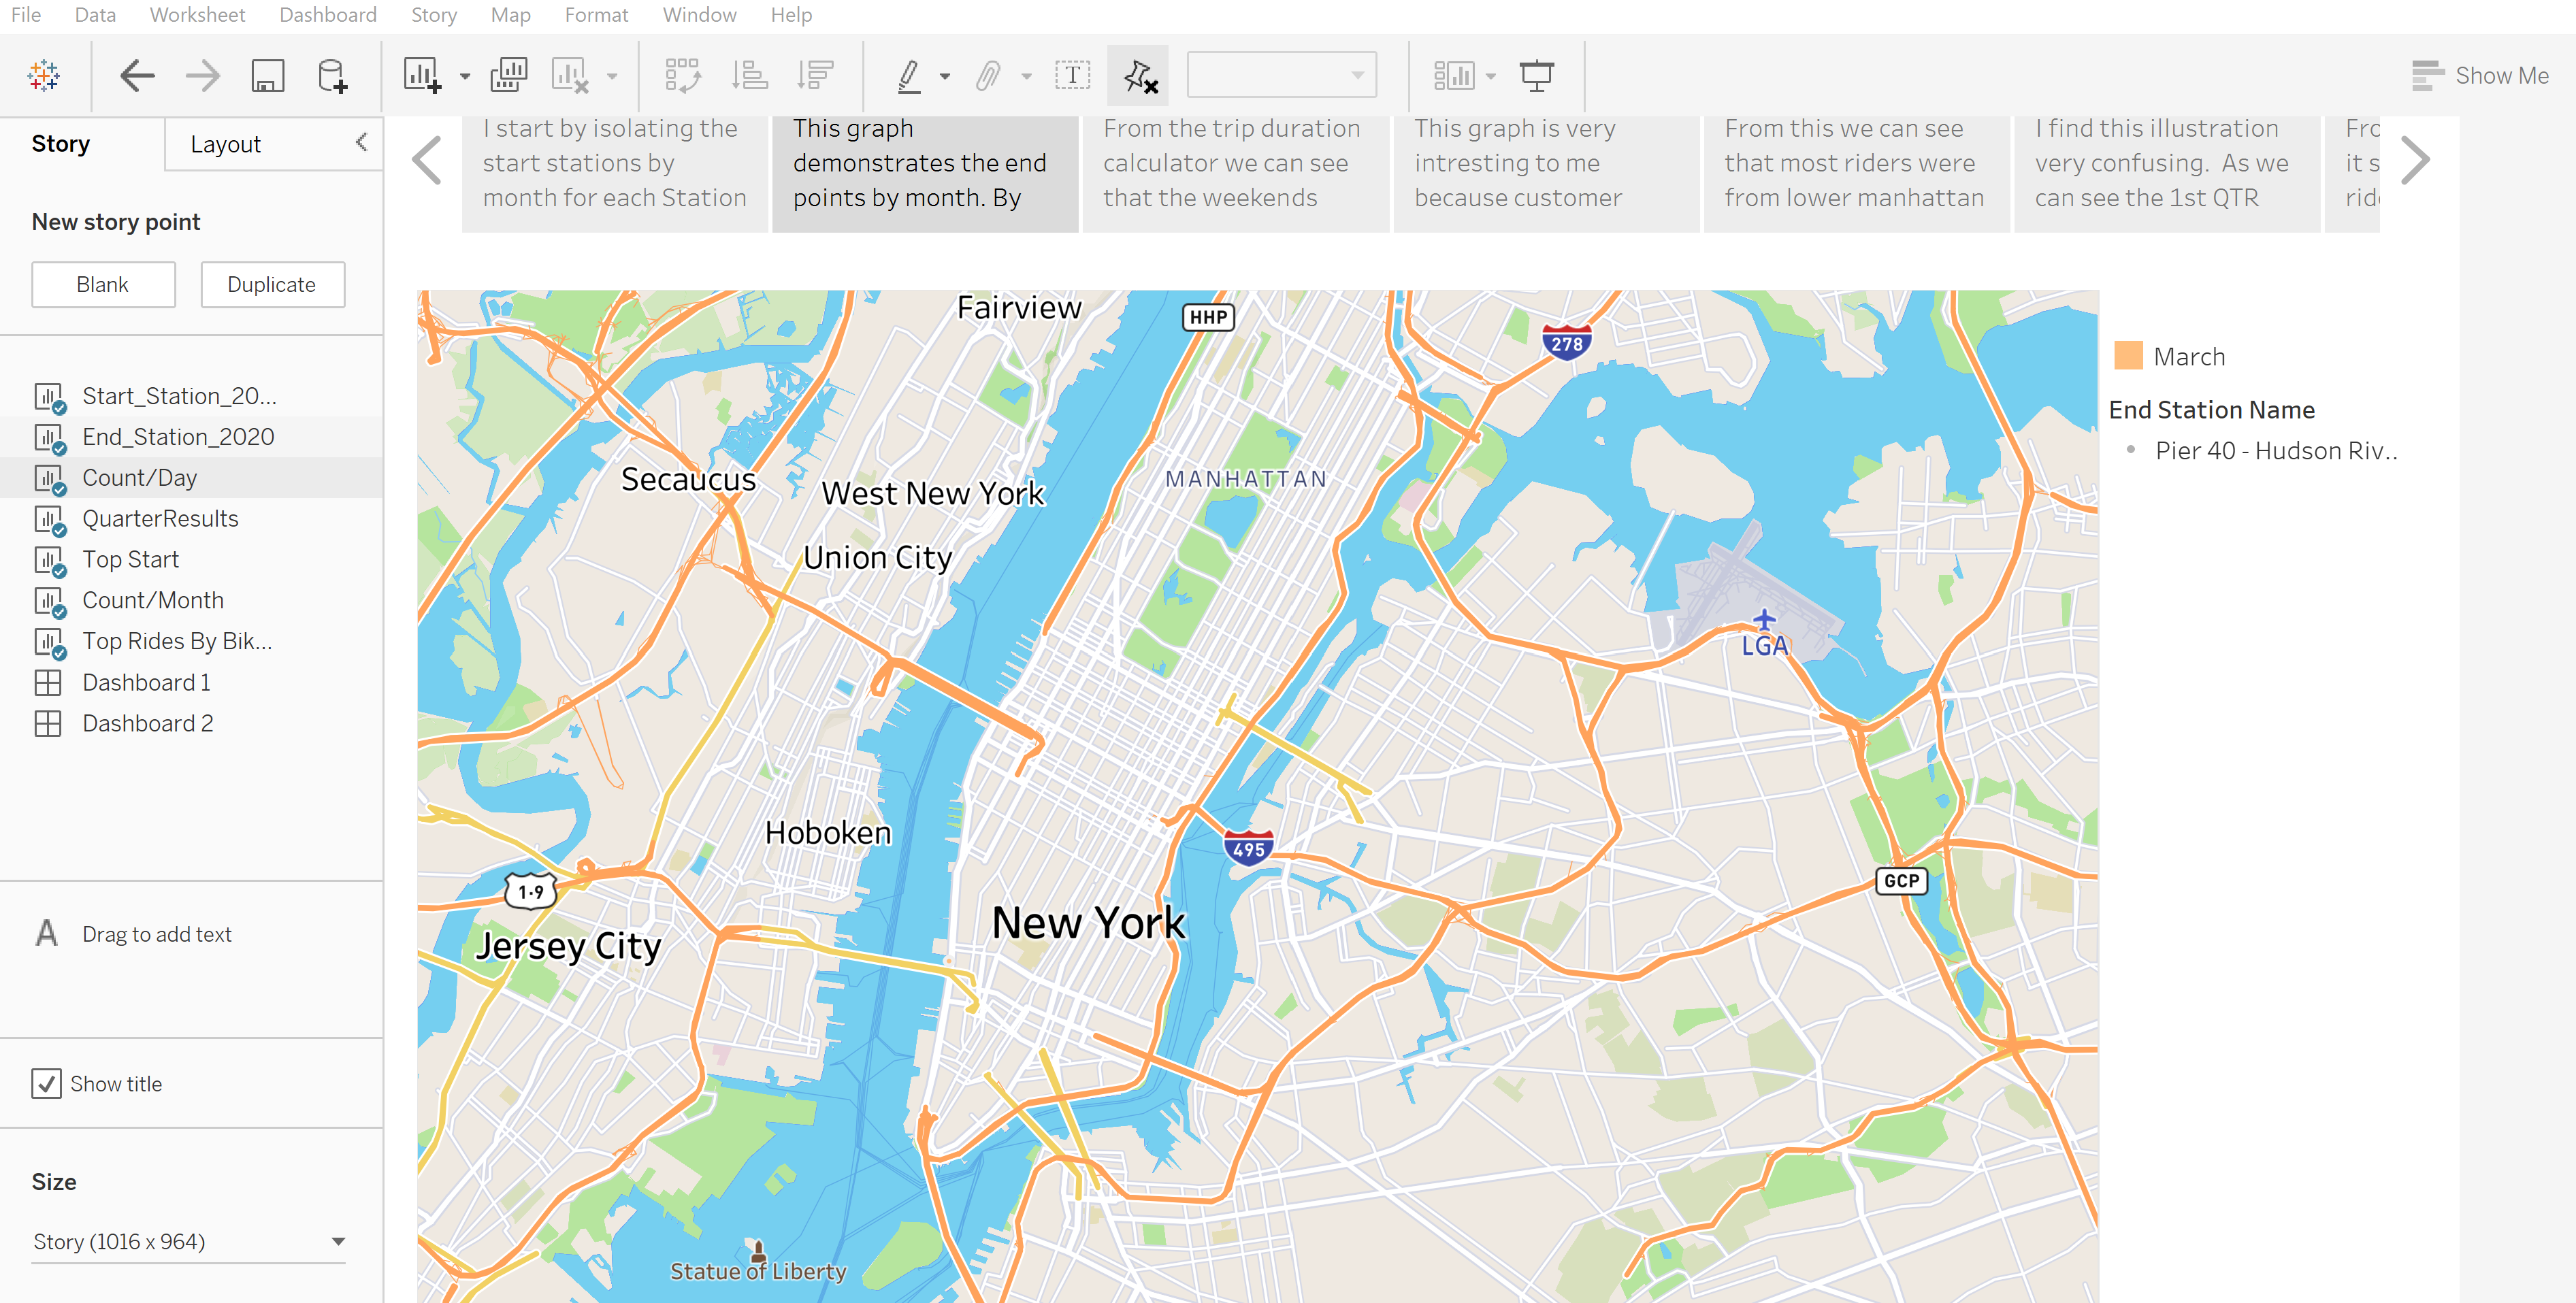 File Data Worksheet Dashboard Story Map Format Window Help
T
Show Me
Story Layout
New story point
Blank Duplicate
Start_Station_20...
End_Station_2020
Count/Day
QuarterResults
Top Start
Count/Month
Top Rides By Bik...
Dashboard 1
Dashboard 2
A Drag to add text
Show title
Size
Story (1016 x 964)
I start by isolating the
start stations by
month for each Station
This graph
demonstrates the end
points by month. By
From the trip duration
calculator we can see
that the weekends
This graph is very
intresting to me
because customer
From this we can see
that most riders were
from lower manhattan
I find this illustration
very confusing. As we
can see the 1st QTR
Fro
it s
Fairview
HHP
278
MANHATTAN
Secaucus
West New York
Union City
LGA
Hoboken
495
GCP
1-9
New York
Jersey City
Statue of Liberty
March
End Station Name
Pier 40 - Hudson Riv..